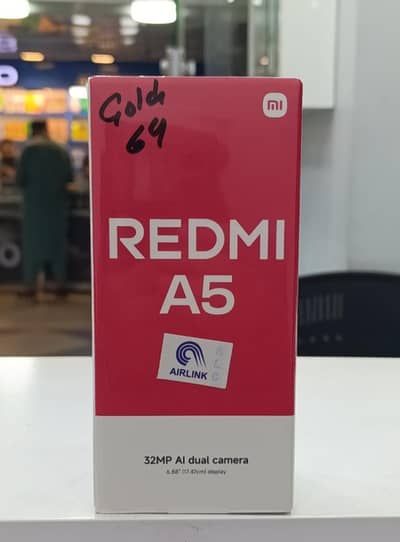 Gold
64
mi
REDMI
A5
AIRLINK
32MP AI dual camera
6.88" (17.47cm) display